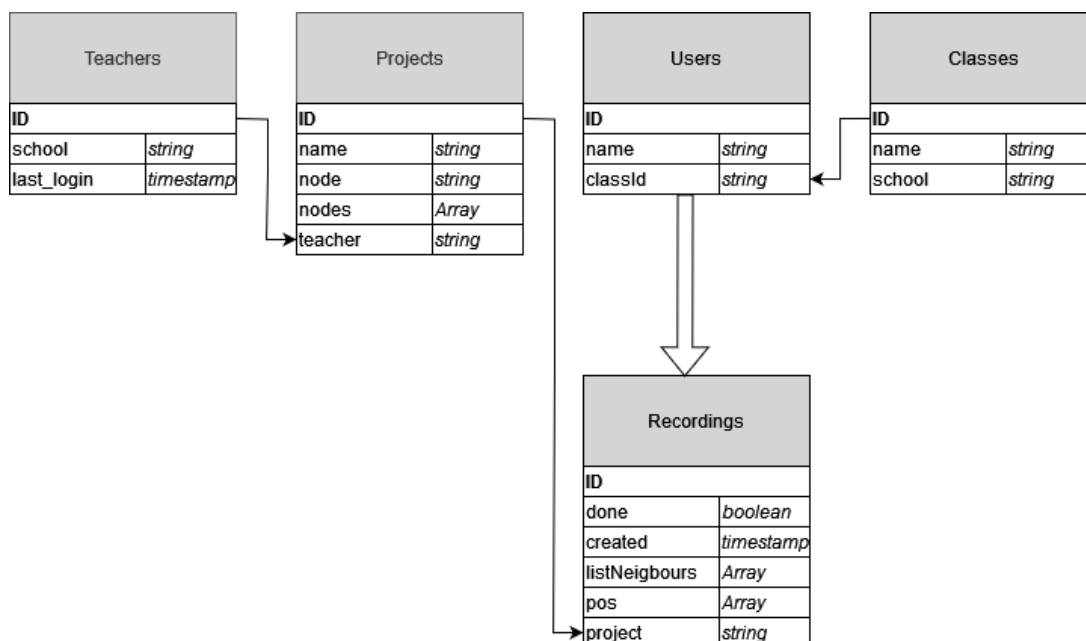 Teachers
ID
school string
last_login timestamp
Projects
ID
name string
node string
nodes Array
teacher string
Users
ID
name string
classId string
Classes
ID
name string
school string
Recordings
ID
done boolean
created timestamp
listNeigbours Array
pos Array
project string